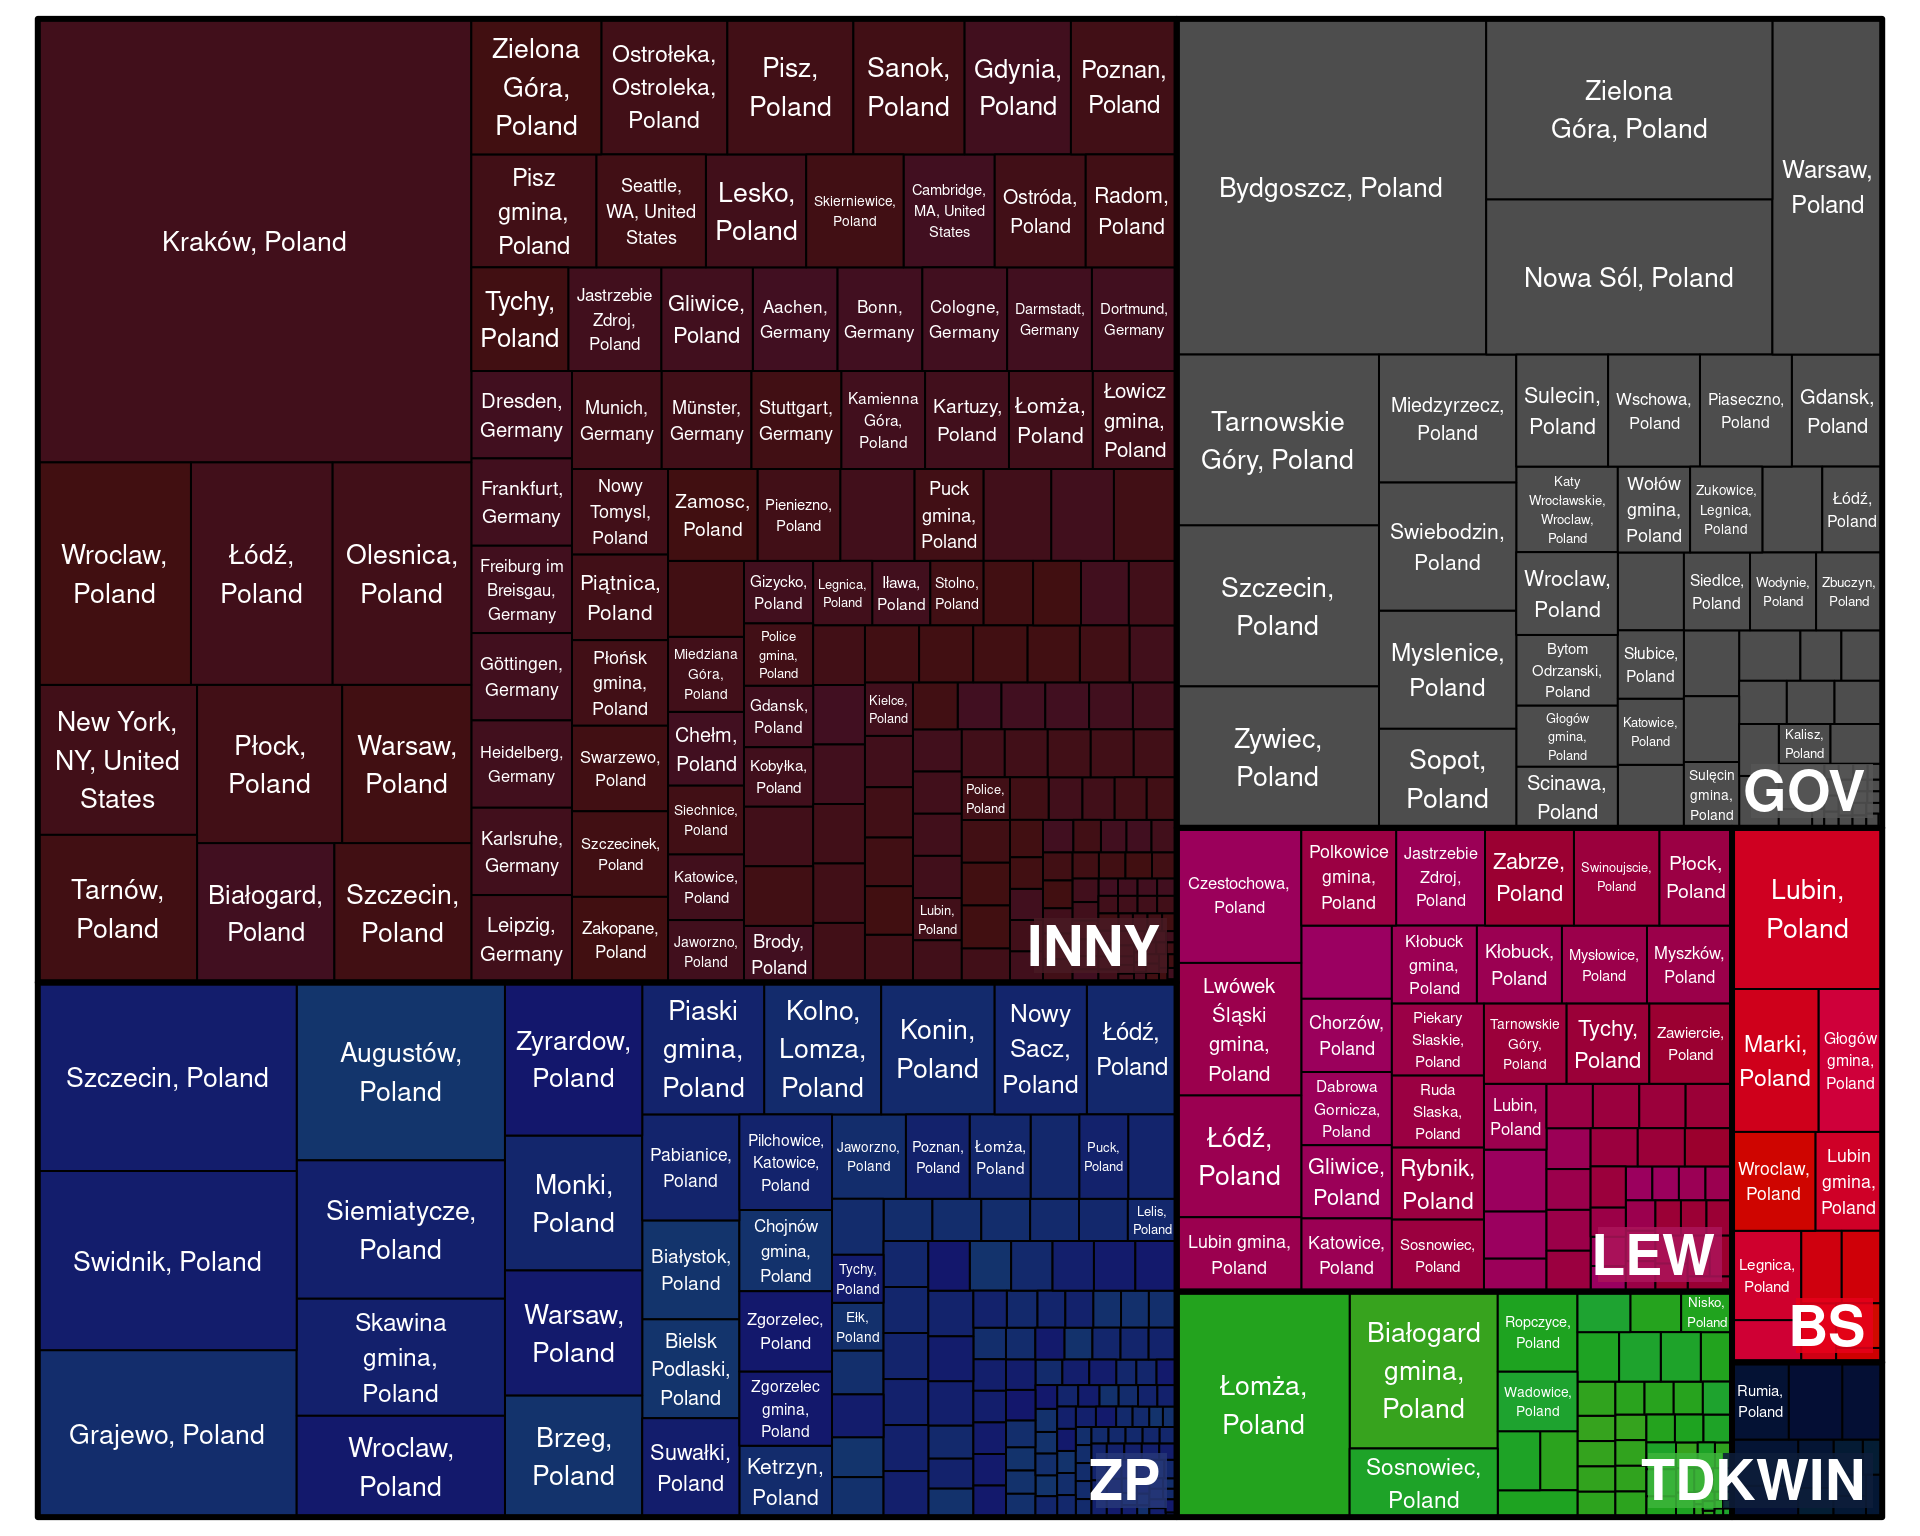 Kraków, Poland
Zielona
Góra,
Poland
Ostrołeka,
Ostroleka,
Poland
Pisz,
Poland
Sanok,
Poland
Gdynia,
Poland
Poznan,
Poland
Pisz
gmina,
Poland
Seattle,
WA, United
States
Lesko,
Poland
Skierniewice,
Poland
Cambridge,
MA, United
States
Ostróda,
Poland
Radom,
Poland
Tychy,
Poland
Jastrzebie
Zdroj,
Poland
Gliwice,
Poland
Aachen,
Germany
Bonn,
Germany
Cologne,
Germany
Darmstadt,
Germany
Dortmund,
Germany
Dresden,
Germany
Munich,
Germany
Münster,
Germany
Stuttgart,
Germany
Kamienna
Góra,
Poland
Kartuzy,
Poland
Łomża,
Poland
Łowicz
gmina,
Poland
Wroclaw,
Poland
Łódź,
Poland
Olesnica,
Poland
Frankfurt,
Germany
Nowy
Tomysl,
Poland
Zamosc,
Poland
Pieniezno,
Poland
Puck
gmina,
Poland
Freiburg im
Breisgau,
Germany
Piątnica,
Poland
Gizycko,
Poland
Legnica,
Poland
Iława,
Poland
Stolno,
Poland
Göttingen,
Germany
Płońsk
gmina,
Poland
Miedziana
Góra,
Poland
Police
gmina,
Poland
New York,
NY, United
States
Płock,
Poland
Warsaw,
Poland
Heidelberg,
Germany
Swarzewo,
Poland
Chełm,
Poland
Gdansk,
Poland
Kielce,
Poland
Kobyłka,
Poland
Police,
Poland
Tarnów,
Poland
Białogard,
Poland
Szczecin,
Poland
Karlsruhe,
Germany
Szczecinek,
Poland
Siechnice,
Poland
Katowice,
Poland
Leipzig,
Germany
Zakopane,
Poland
Jaworzno,
Poland
Brody,
Poland
Lubin,
Poland
INNY
Bydgoszcz, Poland
Zielona
Góra, Poland
Warsaw,
Poland
Nowa Sól, Poland
Tarnowskie
Góry, Poland
Miedzyrzecz,
Poland
Sulecin,
Poland
Wschowa,
Poland
Piaseczno,
Poland
Gdansk,
Poland
Swiebodzin,
Poland
Katy
Wrocławskie,
Wroclaw,
Poland
Wołów
gmina,
Poland
Zukowice,
Legnica,
Poland
Łódź,
Poland
Szczecin,
Poland
Wroclaw,
Poland
Siedlce,
Poland
Wodynie,
Poland
Zbuczyn,
Poland
Myslenice,
Poland
Bytom
Odrzanski,
Poland
Słubice,
Poland
Zywiec,
Poland
Sopot,
Poland
Głogów
gmina,
Poland
Katowice,
Poland
Kalisz,
Poland
Scinawa,
Poland
Sulęcin
gmina,
Poland
GOV
Szczecin, Poland
Augustów,
Poland
Zyrardow,
Poland
Piaski
gmina,
Poland
Kolno,
Lomza,
Poland
Konin,
Poland
Nowy
Sacz,
Poland
Łódź,
Poland
Swidnik, Poland
Siemiatycze,
Poland
Monki,
Poland
Pabianice,
Poland
Pilchowice,
Katowice,
Poland
Jaworzno,
Poland
Poznan,
Poland
Łomża,
Poland
Puck,
Poland
Lelis,
Poland
Białystok,
Poland
Chojnów
gmina,
Poland
Tychy,
Poland
Skawina
gmina,
Poland
Warsaw,
Poland
Bielsk
Podlaski,
Poland
Zgorzelec,
Poland
Ełk,
Poland
Grajewo, Poland
Wroclaw,
Poland
Brzeg,
Poland
Suwałki,
Poland
Zgorzelec
gmina,
Poland
Ketrzyn,
Poland
ZP
Czestochowa,
Poland
Polkowice
gmina,
Poland
Jastrzebie
Zdroj,
Poland
Zabrze,
Poland
Swinoujscie,
Poland
Płock,
Poland
Kłobuck
gmina,
Poland
Kłobuck,
Poland
Mysłowice,
Poland
Myszków,
Poland
Lwówek
Śląski
gmina,
Poland
Chorzów,
Poland
Piekary
Slaskie,
Poland
Tarnowskie
Góry,
Poland
Tychy,
Poland
Zawiercie,
Poland
Łódź,
Poland
Dabrowa
Gornicza,
Poland
Ruda
Slaska,
Poland
Lubin,
Poland
Gliwice,
Poland
Rybnik,
Poland
Lubin gmina,
Poland
Katowice,
Poland
Sosnowiec,
Poland
LEW
Lubin,
Poland
Marki,
Poland
Głogów
gmina,
Poland
Wroclaw,
Poland
Lubin
gmina,
Poland
Legnica,
Poland
BS
Łomża,
Poland
Białogard
gmina,
Poland
Ropczyce,
Poland
Nisko,
Poland
Wadowice,
Poland
Sosnowiec,
Poland
Rumia,
Poland
TDKWIN